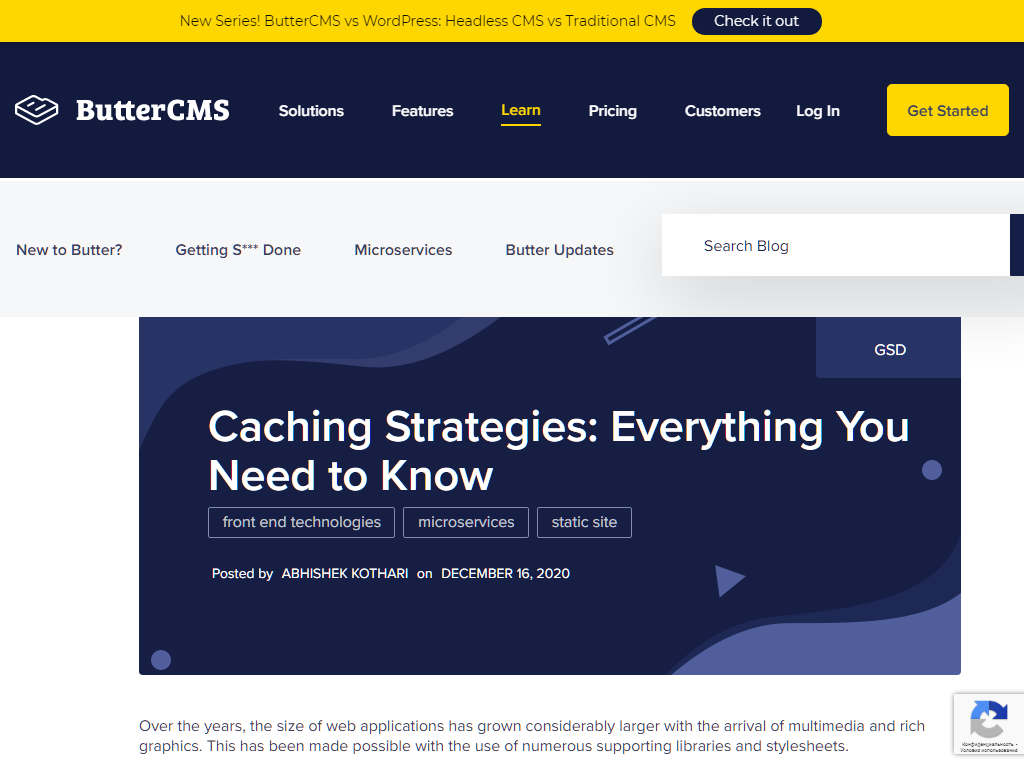 New Series! ButterCMS vs WordPress: Headless CMS vs Traditional CMS Check it out
ButterCMS Solutions Features Learn Pricing Customers Log In Get Started
New to Butter? Getting S*** Done Microservices Butter Updates Search Blog
GSD
Caching Strategies: Everything You
Need to Know
front end technologies microservices static site
Posted by ABHISHEK KOTHARI on DECEMBER 16, 2020
Over the years, the size of web applications has grown considerably larger with the arrival of multimedia and rich
graphics. This has been made possible with the use of numerous supporting libraries and stylesheets.
Конфиденциальность -
Условия использования